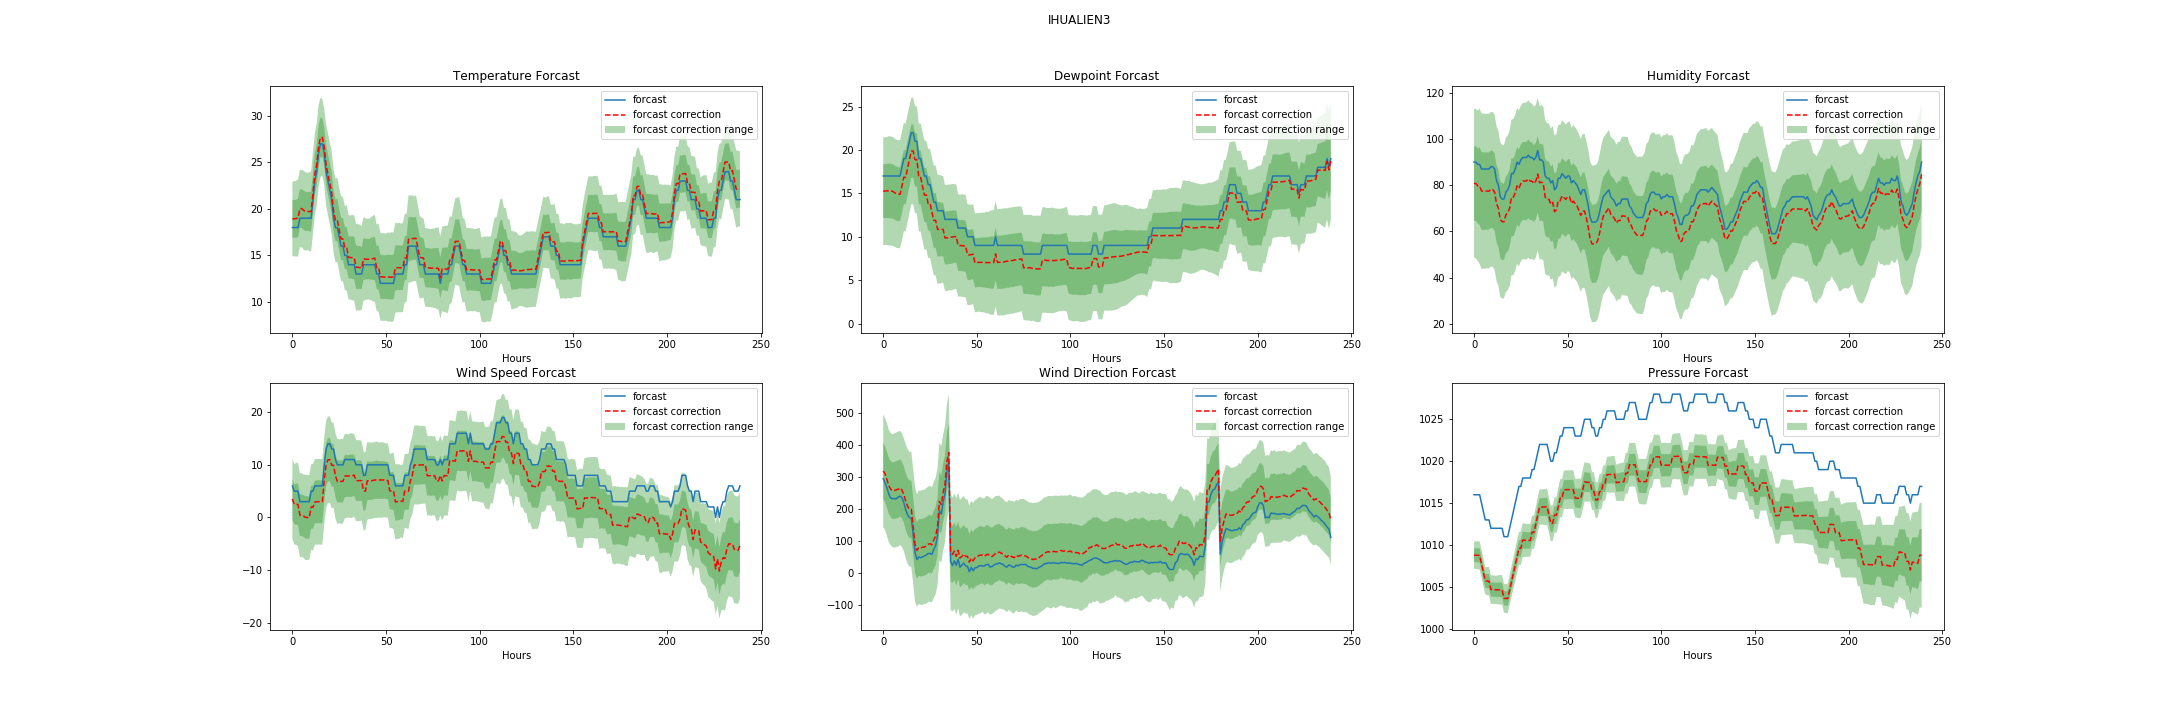 IHUALIEN3
Temperature Forcast
forcast
forcast correction
forcast correction range
30
25
20
15
10
0 50 100 150 200 250
Hours
Dewpoint Forcast
forcast
forcast correction
forcast correction range
25
20
15
10
5
0
0 50 100 150 200 250
Hours
Humidity Forcast
forcast
forcast correction
forcast correction range
120
100
80
60
40
20
0 50 100 150 200 250
Hours
Wind Speed Forcast
forcast
forcast correction
forcast correction range
20
10
0
−10
−20
0 50 100 150 200 250
Hours
Wind Direction Forcast
forcast
forcast correction
forcast correction range
500
400
300
200
100
0
−100
0 50 100 150 200 250
Hours
Pressure Forcast
forcast
forcast correction
forcast correction range
1025
1020
1015
1010
1005
1000
0 50 100 150 200 250
Hours